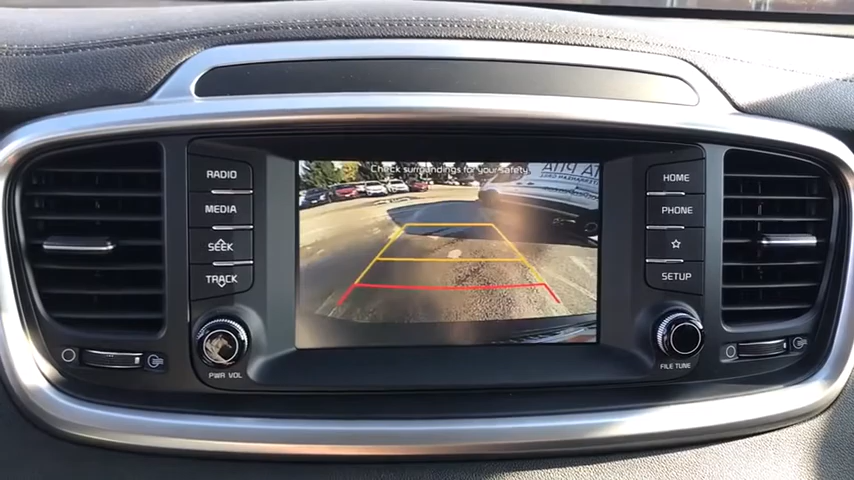 Check surroundings for your safety
RADIO
MEDIA
SEEK
TRACK
PWR VOL
HOME
PHONE
SETUP
FILE TUNE